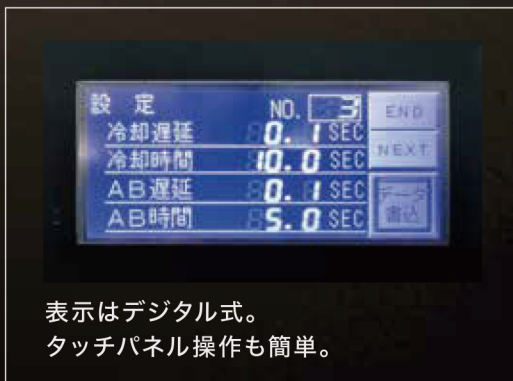 設 定 NO. 3 END
冷却遅延 0.1 SEC
冷却時間 10.0 SEC NEXT
AB遅延 0.1 SEC データ
AB時間 5.0 SEC 書込
表示はデジタル式。
タッチパネル操作も簡単。